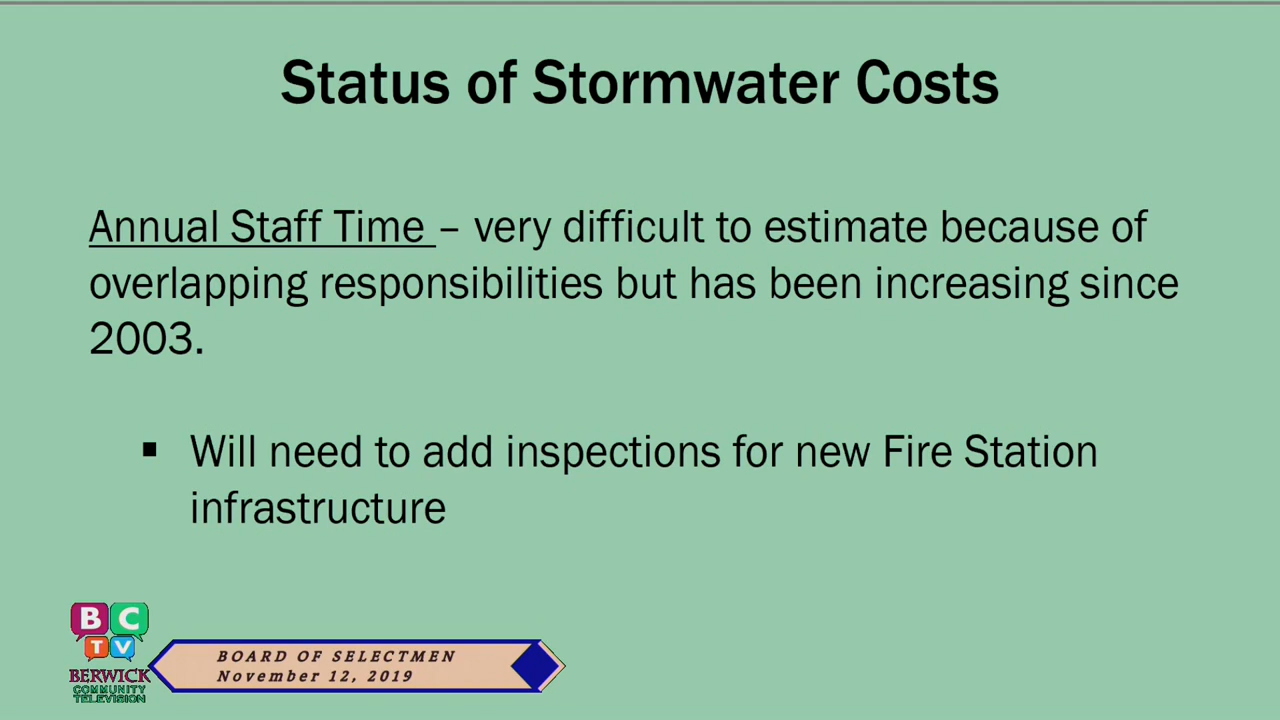 Status of Stormwater Costs
Annual Staff Time – very difficult to estimate because of
overlapping responsibilities but has been increasing since
2003.
▪ Will need to add inspections for new Fire Station
infrastructure
B C
T V
BERWICK
COMMUNITY
TELEVISION
BOARD OF SELECTMEN
November 12, 2019